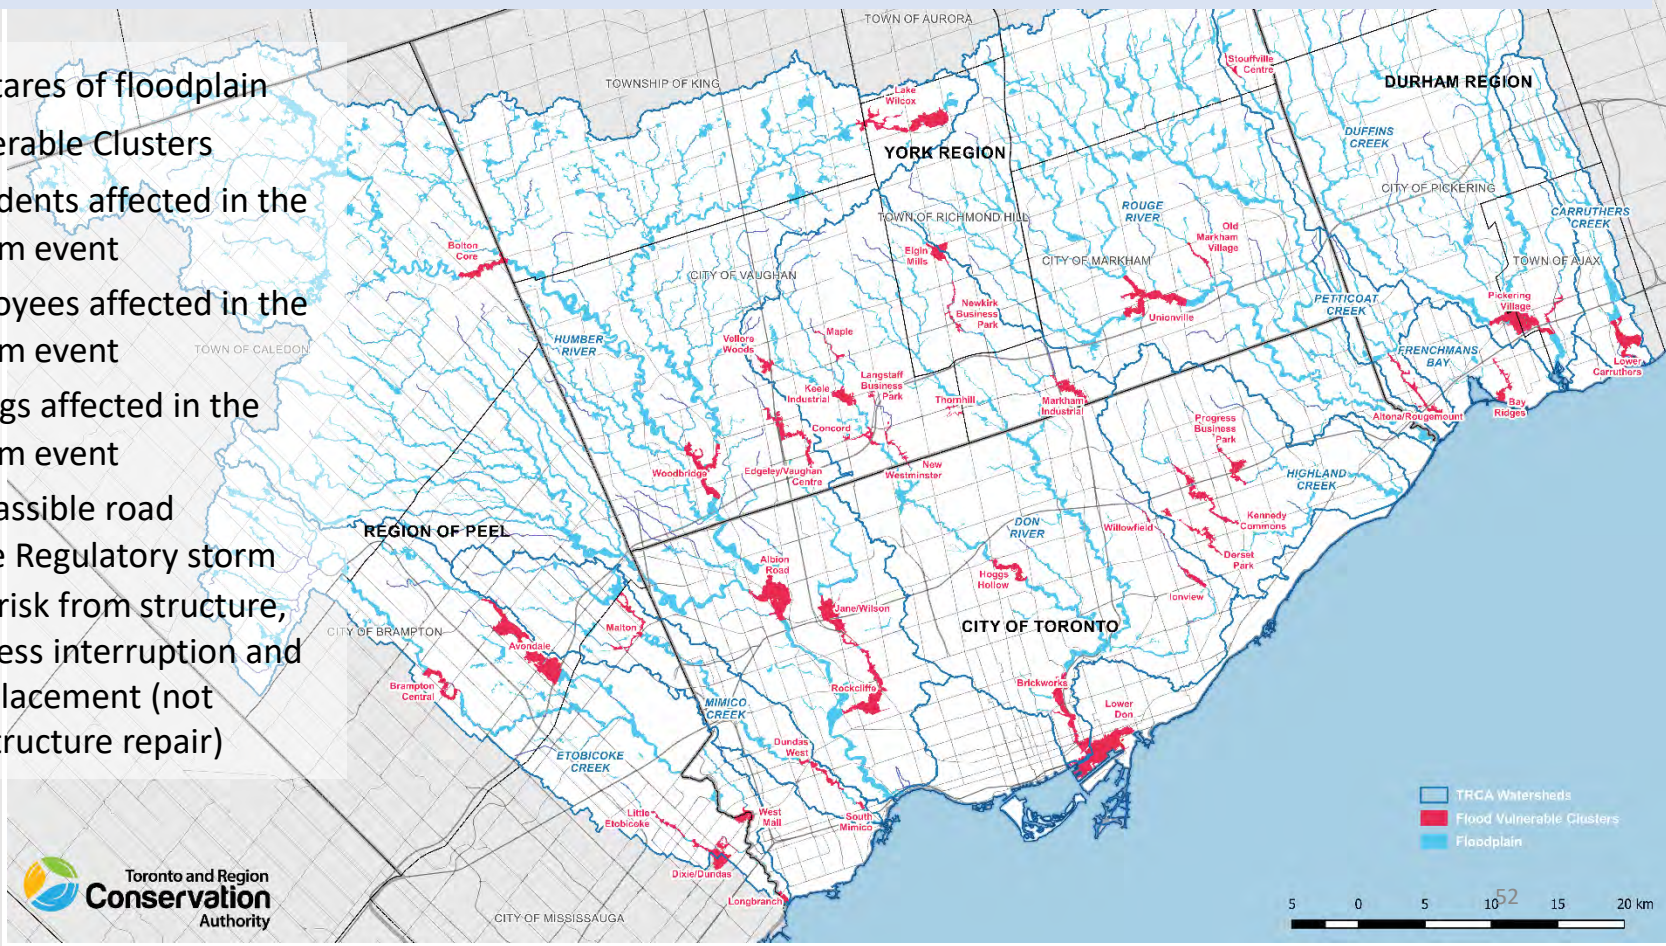 tares of floodplain
erable Clusters
dents affected in the
m event
oyees affected in the
m event
gs affected in the
m event
assible road
e Regulatory storm
risk from structure,
ess interruption and
lacement (not
tructure repair)
TOWN OF AURORA
TOWNSHIP OF KING
Stouffville
Centre
DURHAM REGION
Lake
Wilcox
YORK REGION
DUFFINS
CREEK
CITY OF PICKERING
ROUGE
RIVER
CARRUTHERS
CREEK
TOWN OF RICHMOND HILL
Old
Markham
Village
Bolton
Core
Elgin
Mills
CITY OF MARKHAM
TOWN OF AJAX
CITY OF VAUGHAN
Newkirk
Business
Park
PETTICOAT
CREEK
Pickering
Village
Unionville
HUMBER
RIVER
Vellore
Woods
Maple
TOWN OF CALEDON
FRENCHMANS
BAY
Lower
Carruthers
Keele
Industrial
Langstaff
Business
Park
Thornhill
Markham
Industrial
Altona/Rougemount
Bay
Ridges
Concord
Progress
Business
Park
Woodbridge
Edgeley/Vaughan
Centre
New
Westminster
HIGHLAND
CREEK
REGION OF PEEL
DON
RIVER
Willowfield
Kennedy
Commons
Dorset
Park
Albion
Road
Hoggs
Hollow
Ionview
Jane/Wilson
CITY OF TORONTO
Malton
CITY OF BRAMPTON
Avondale
Brampton
Central
Rockcliffe
Brickworks
MIMICO
CREEK
Lower
Don
Dundas
West
ETOBICOKE
CREEK
Little
Etobicoke
West
Mall
South
Mimico
Dixie/Dundas
Longbranch
CITY OF MISSISSAUGA
TRCA Watersheds
Flood Vulnerable Clusters
Floodplain
Toronto and Region
Conservation
Authority
52
5 0 5 10 15 20 km